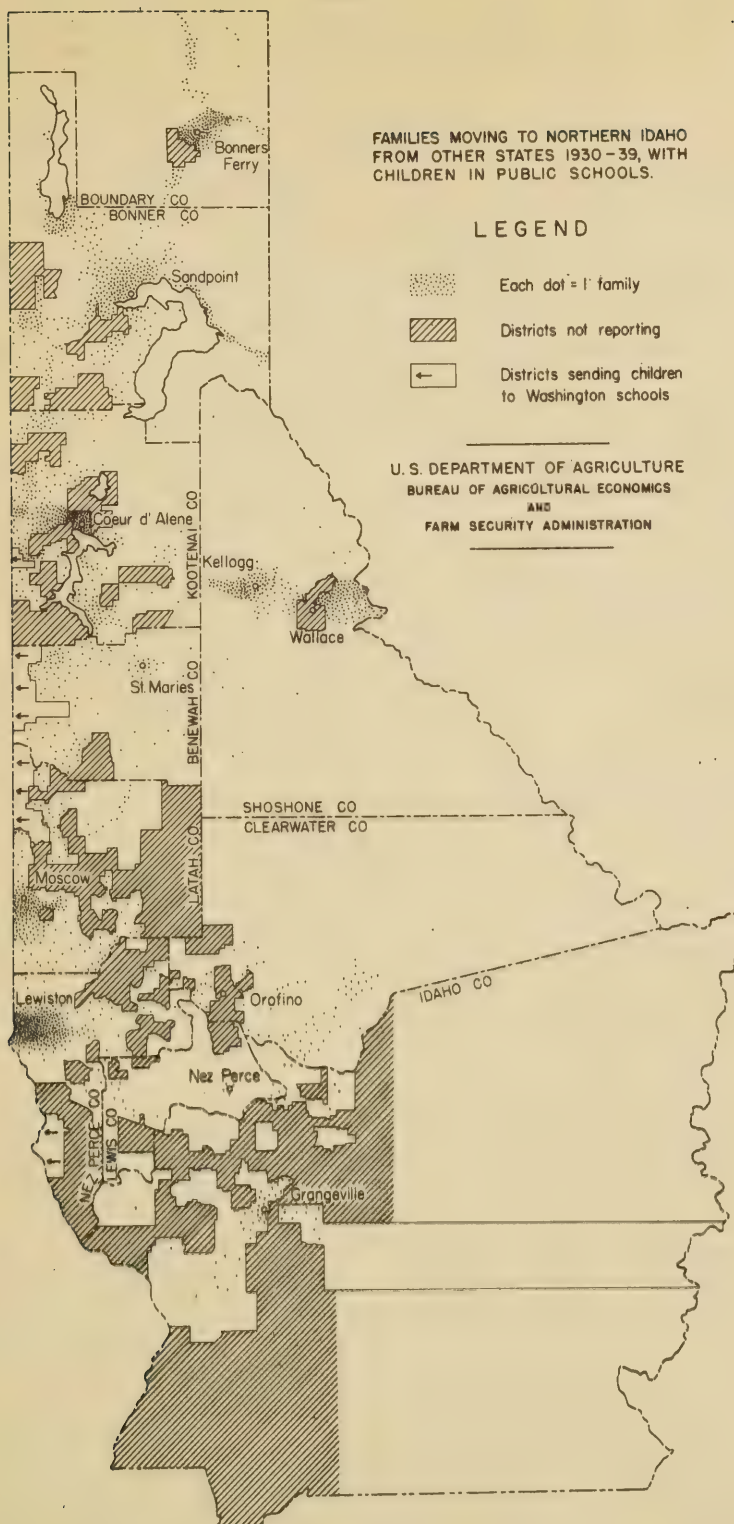 FAMILIES MOVING TO NORTHERN IDAHO
FROM OTHER STATES 1930-39, WITH
CHILDREN IN PUBLIC SCHOOLS.
LEGEND
Each dot = 1 family
Districts not reporting
Districts sending children
to Washington schools
U. S. DEPARTMENT OF AGRICULTURE
BUREAU OF AGRICULTURAL ECONOMICS
AND
FARM SECURITY ADMINISTRATION
Bonners
Ferry
BOUNDARY CO
BONNER CO
Sandpoint
Coeur d' Alene
KOOTENAI CO
Kellogg
Wallace
St. Maries
BENEWAH CO
SHOSHONE CO
CLEARWATER CO
LATAH CO
Moscow
Lewiston
Orofino
IDAHO CO
Nez Perce
NEZ PERCE CO
LEWIS CO
Grangeville